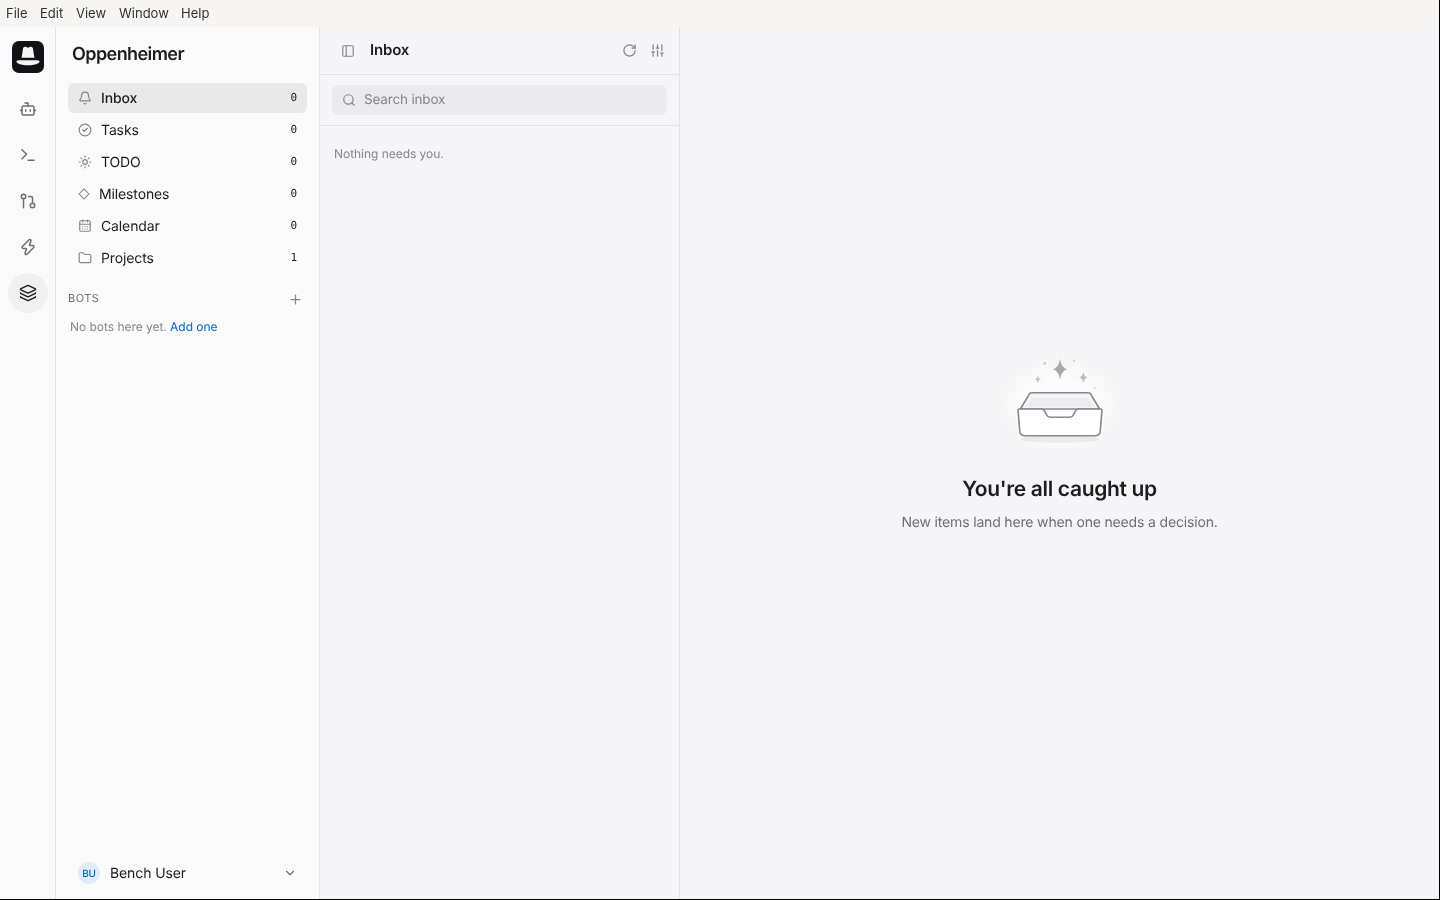 File Edit View Window Help
Oppenheimer
Inbox 0
Tasks 0
TODO 0
Milestones 0
Calendar 0
Projects 1
BOTS
No bots here yet. Add one
BU Bench User
Inbox
Search inbox
Nothing needs you.
You're all caught up
New items land here when one needs a decision.